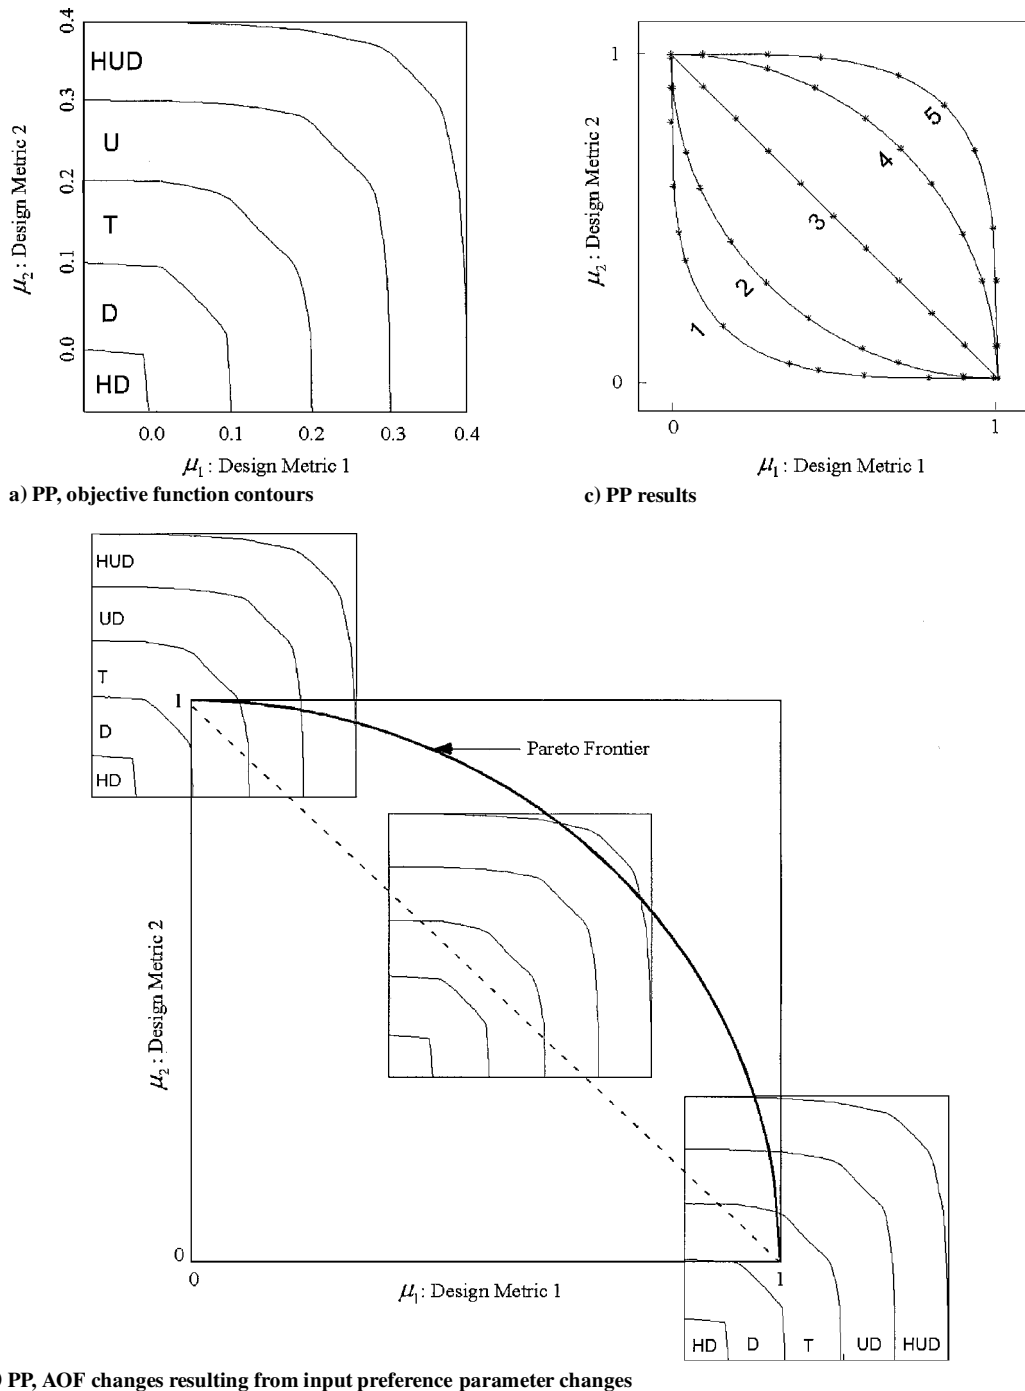 0.4
0.3
0.2
0.1
0.0
HUD
U
T
D
HD
μ2 : Design Metric 2
0.0 0.1 0.2 0.3 0.4
μ1 : Design Metric 1
a) PP, objective function contours
1
0
μ2 : Design Metric 2
1
2
3
4
5
0 1
μ1 : Design Metric 1
c) PP results
HUD
UD
T
D
HD
1
Pareto Frontier
μ2 : Design Metric 2
0
0
μ1 : Design Metric 1
1
HD D T UD HUD
) PP, AOF changes resulting from input preference parameter changes